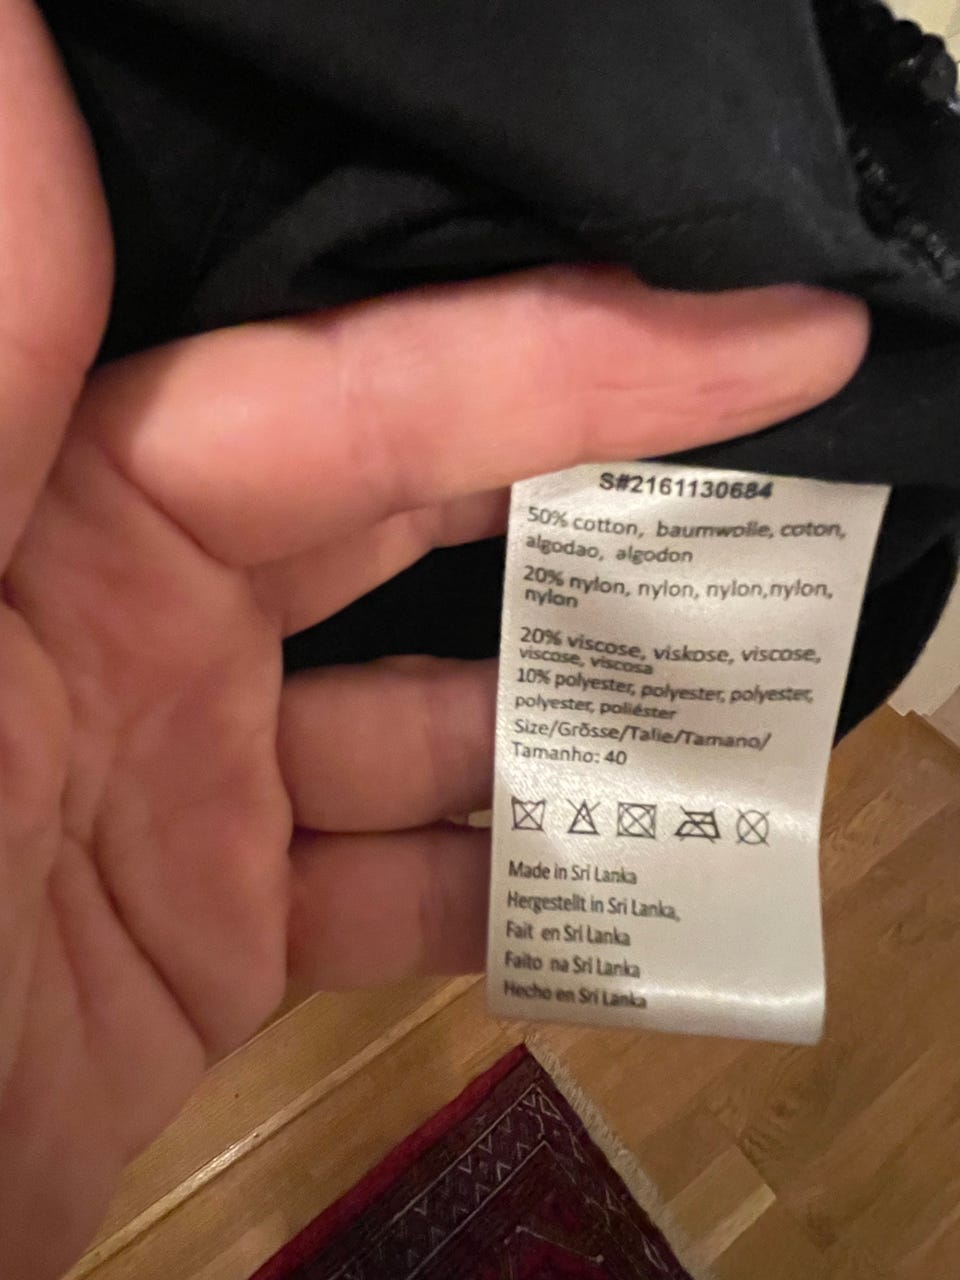 S#2161130684
50% cotton, baumwolle, coton,
algodao, algodon
20% nylon, nylon, nylon,nylon,
nylon
20% viscose, viskose, viscose,
viscose, viscosa
10% polyester, polyester, polyester,
polyester, poliéster
Size/Grõsse/Talie/Tamano/
Tamanho: 40
Made in Sri Lanka
Hergestellt in Sri Lanka,
Fait en Sri Lanka
Faito na Sri Lanka
Hecho en Sri Lanka